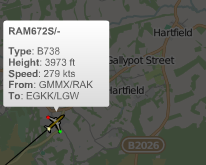 RAM672S/-
Type: B738
Height: 3973 ft
Speed: 279 kts
From: GMMX/RAK
To: EGKK/LGW
Hartfield
Gallypot Street
Hartfield
B2026